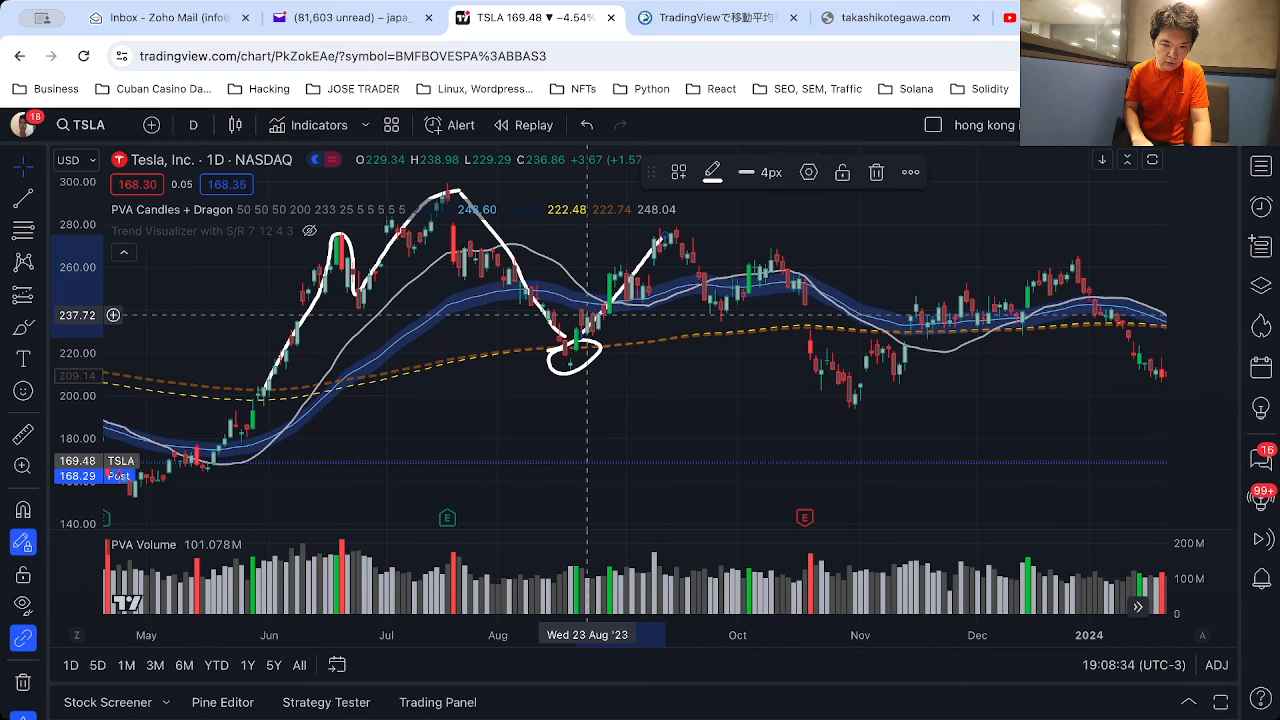 Inbox - Zoho Mail (info@
(81,103 unread) - japa_
TSLA 169.48 ▼ −4.54%
TradingViewで移動平均
takashikotegawa.com
tradingview.com/chart/PkZokEAe/?symbol=BMFBOVESPA%3ABBAS3
Business
Cuban Casino Da...
Hacking
JOSE TRADER
Linux, Wordpress...
NFTs
Python
React
SEO, SEM, Traffic
Solana
Solidity
18
TSLA
D
Indicators
Alert
Replay
hong kong i
USD
Tesla, Inc. · 1D · NASDAQ
O229.34 H238.98 L229.29 C236.86 +3.67 (+1.57
4px
168.30 0.05 168.35
PVA Candles + Dragon 50 50 50 200 233 25 5 5 5 5 5
248.60
222.48 222.74 248.04
Trend Visualizer with S/R 7 12 4 3
300.00
280.00
260.00
237.72
220.00
209.14
200.00
180.00
169.48 TSLA
168.29 Post
140.00
E
E
E
PVA Volume 101.078M
200M
100M
0
Z
May
Jun
Jul
Aug
Wed 23 Aug '23
Oct
Nov
Dec
2024
A
1D 5D 1M 3M 6M YTD 1Y 5Y All
19:08:34 (UTC-3)
ADJ
Stock Screener
Pine Editor
Strategy Tester
Trading Panel
16
99+